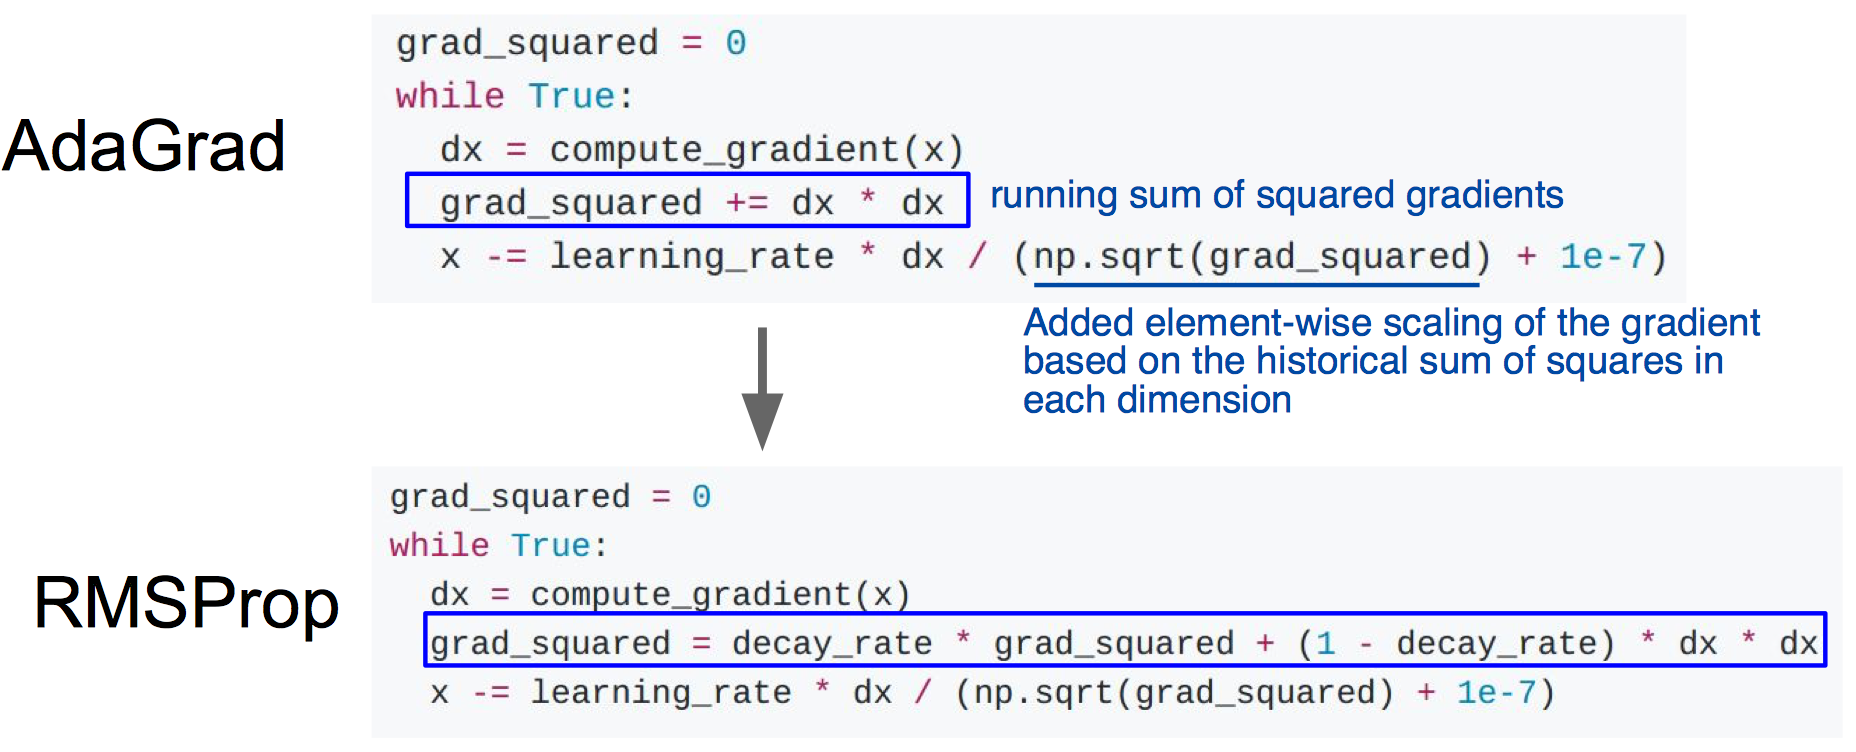 AdaGrad
grad_squared = 0
while True:
dx = compute_gradient(x)
grad_squared += dx * dx
running sum of squared gradients
x -= learning_rate * dx / (np.sqrt(grad_squared) + 1e-7)
Added element-wise scaling of the gradient
based on the historical sum of squares in
each dimension
RMSProp
grad_squared = 0
while True:
dx = compute_gradient(x)
grad_squared = decay_rate * grad_squared + (1 - decay_rate) * dx * dx
x -= learning_rate * dx / (np.sqrt(grad_squared) + 1e-7)